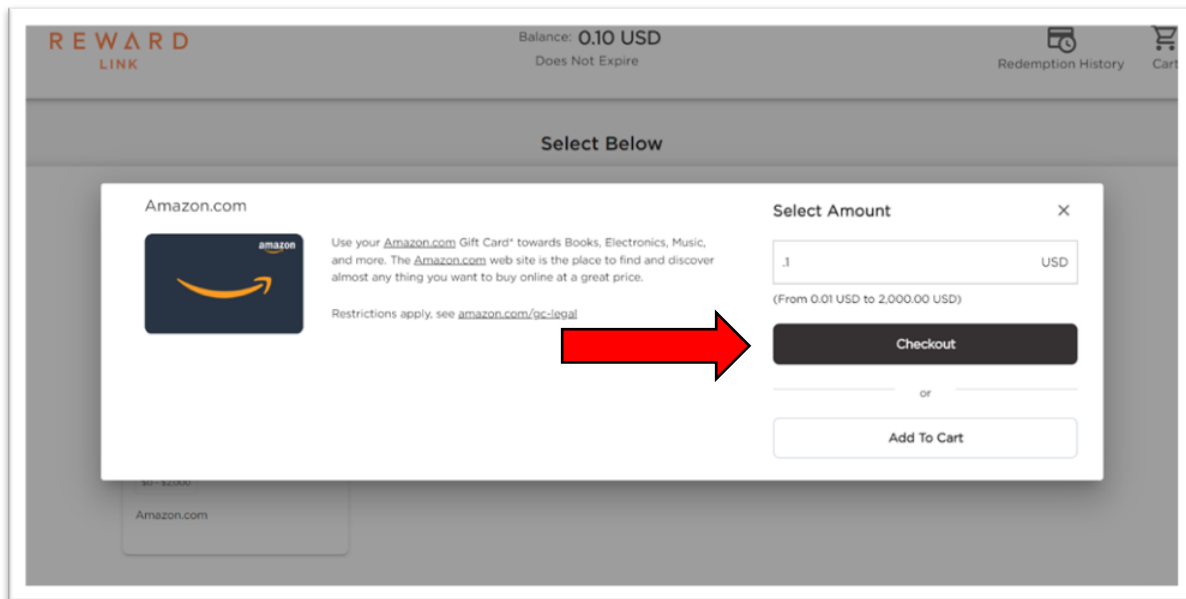 REWARD
LINK
Balance: 0.10 USD
Does Not Expire
Redemption History
Cart
Select Below
Amazon.com
amazon
Use your Amazon.com Gift Card* towards Books, Electronics, Music,
and more. The Amazon.com web site is the place to find and discover
almost any thing you want to buy online at a great price.
Restrictions apply, see amazon.com/gc-legal
Select Amount
.1
USD
(From 0.01 USD to 2,000.00 USD)
Checkout
or
Add To Cart
$0 - $2,000
Amazon.com